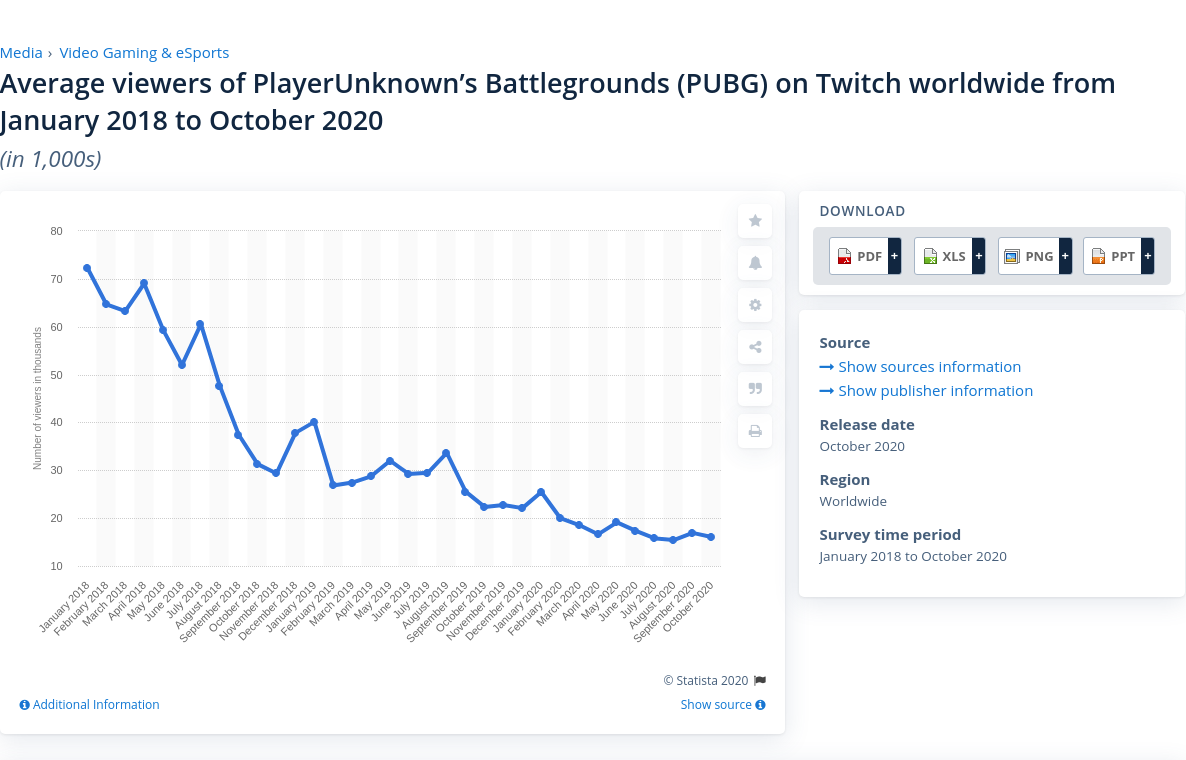 Media › Video Gaming & eSports
Average viewers of PlayerUnknown’s Battlegrounds (PUBG) on Twitch worldwide from
January 2018 to October 2020
(in 1,000s)
80
70
60
50
40
30
20
10
Number of viewers in thousands
January 2018
February 2018
March 2018
April 2018
May 2018
June 2018
July 2018
August 2018
September 2018
October 2018
November 2018
December 2018
January 2019
February 2019
March 2019
April 2019
May 2019
June 2019
July 2019
August 2019
September 2019
October 2019
November 2019
December 2019
January 2020
February 2020
March 2020
April 2020
May 2020
June 2020
July 2020
August 2020
September 2020
October 2020
© Statista 2020
Additional Information
Show source
DOWNLOAD
PDF + XLS + PNG + PPT +
Source
Show sources information
Show publisher information
Release date
October 2020
Region
Worldwide
Survey time period
January 2018 to October 2020